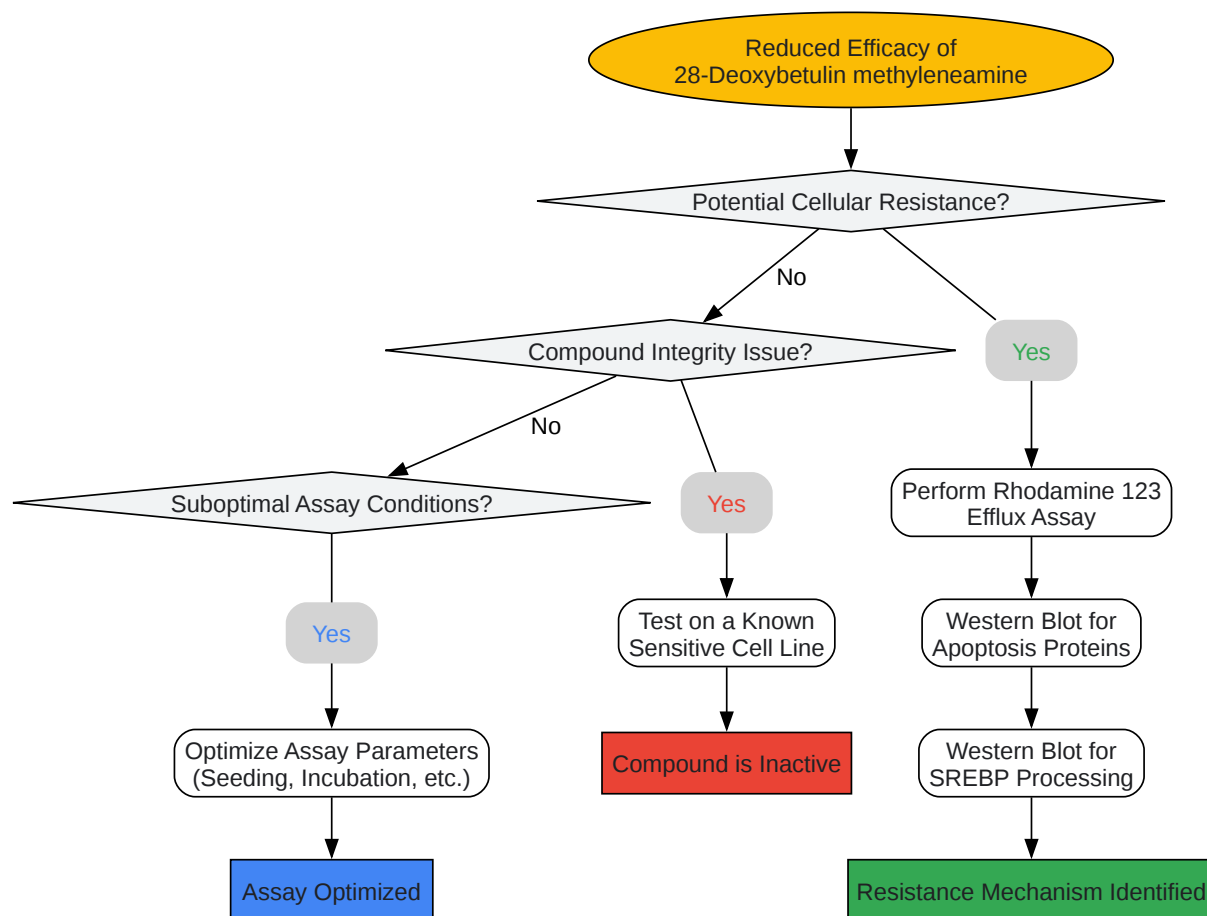 Reduced Efficacy of
28-Deoxybetulin methyleneamine
Potential Cellular Resistance?
No
Compound Integrity Issue?
Yes
No
Suboptimal Assay Conditions?
Yes
Perform Rhodamine 123
Efflux Assay
Yes
Test on a Known
Sensitive Cell Line
Western Blot for
Apoptosis Proteins
Optimize Assay Parameters
(Seeding, Incubation, etc.)
Compound is Inactive
Western Blot for
SREBP Processing
Assay Optimized
Resistance Mechanism Identified